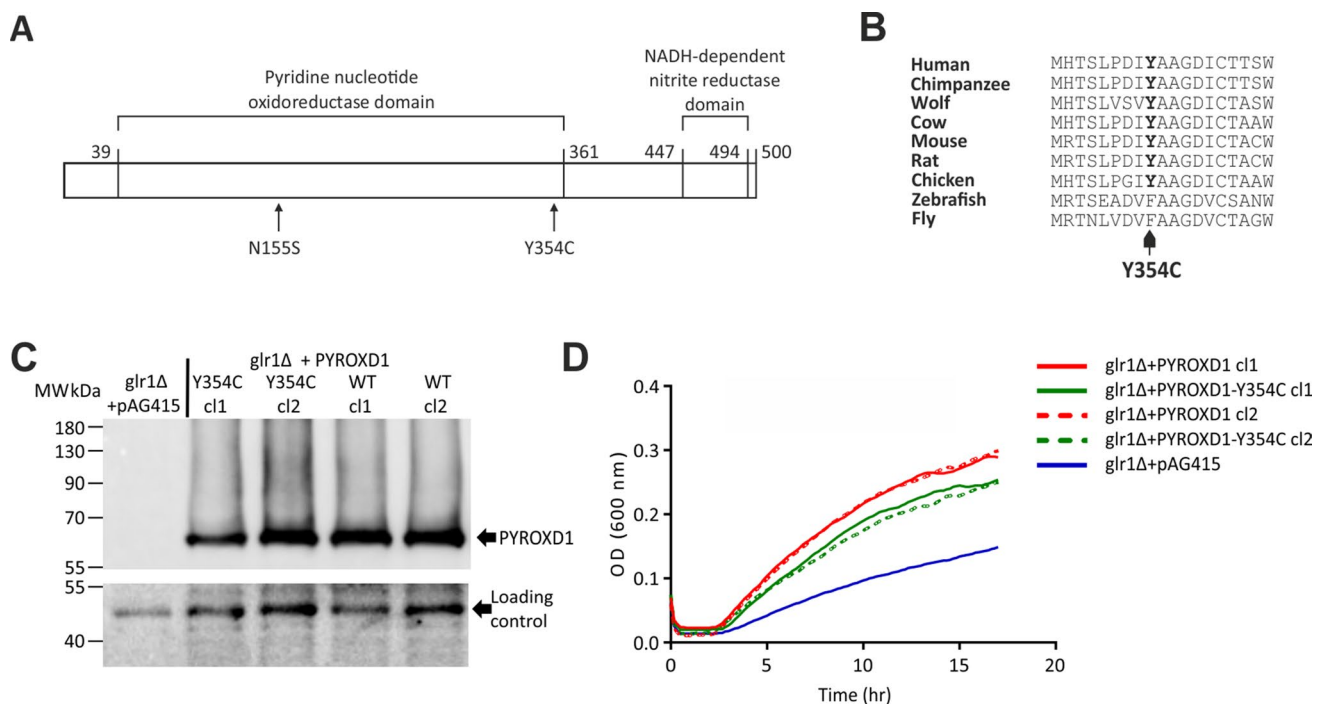 A
Pyridine nucleotide
oxidoreductase domain
NADH-dependent
nitrite reductase
domain
39 361 447 494 500
N155S Y354C
B
Human MHTSLPDIYAAGDICTTSW
Chimpanzee MHTSLPDIYAAGDICTTSW
Wolf MHTSLVSVYAAGDICTASW
Cow MHTSLPDIYAAGDICTAAW
Mouse MRTSLPDIYAAGDICTACW
Rat MRTSLPDIYAAGDICTACW
Chicken MHTSLPGIYAAGDICTAAW
Zebrafish MRTSEADVFAAGDVCSANW
Fly MRTNLVDVFAAGDVCTAGW
Y354C
C
glr1Δ + PYROXD1
MW kDa glr1Δ Y354C Y354C WT WT
+pAG415 cl1 cl2 cl1 cl2
180
130
90
70
PYROXD1
55
55
Loading
control
40
D
glr1Δ+PYROXD1 cl1
glr1Δ+PYROXD1-Y354C cl1
glr1Δ+PYROXD1 cl2
glr1Δ+PYROXD1-Y354C cl2
glr1Δ+pAG415
OD (600 nm)
0.4
0.3
0.2
0.1
0.0
0 5 10 15 20
Time (hr)